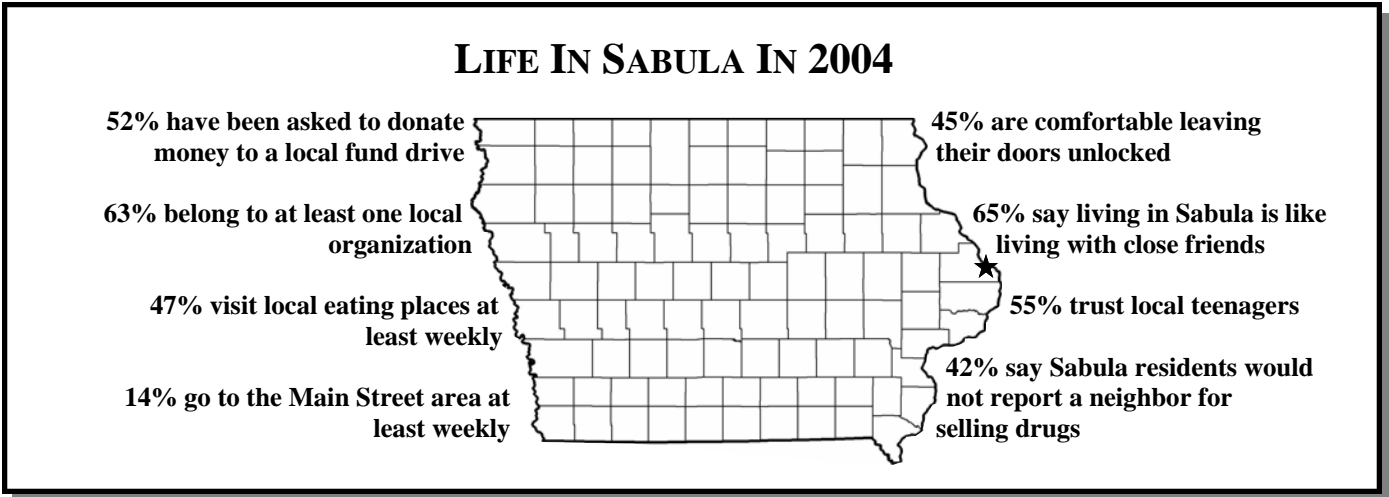 LIFE IN SABULA IN 2004
52% have been asked to donate
money to a local fund drive
63% belong to at least one local
organization
47% visit local eating places at
least weekly
14% go to the Main Street area at
least weekly
45% are comfortable leaving
their doors unlocked
65% say living in Sabula is like
living with close friends
55% trust local teenagers
42% say Sabula residents would
not report a neighbor for
selling drugs